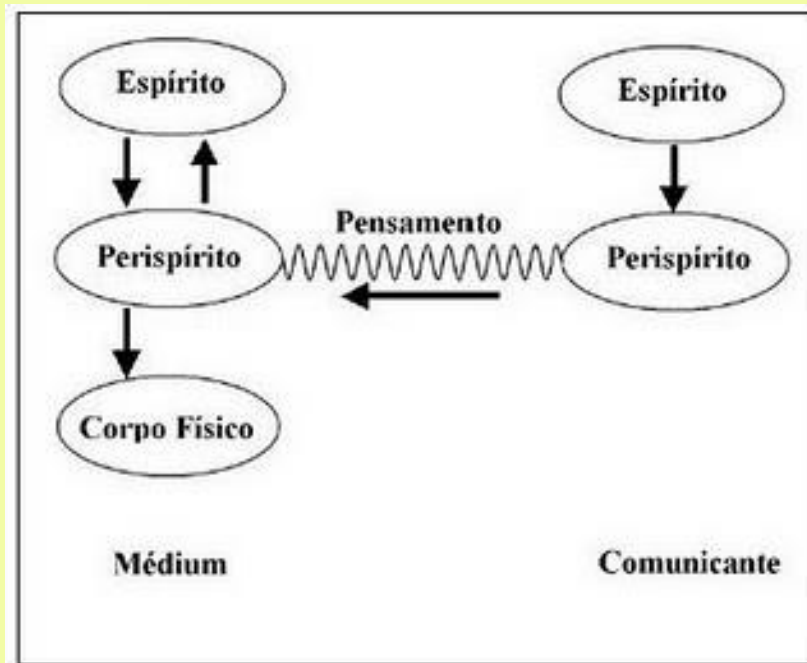 Espírito
Espírito
Pensamento
Perispírito
Perispírito
Corpo Físico
Médium
Comunicante